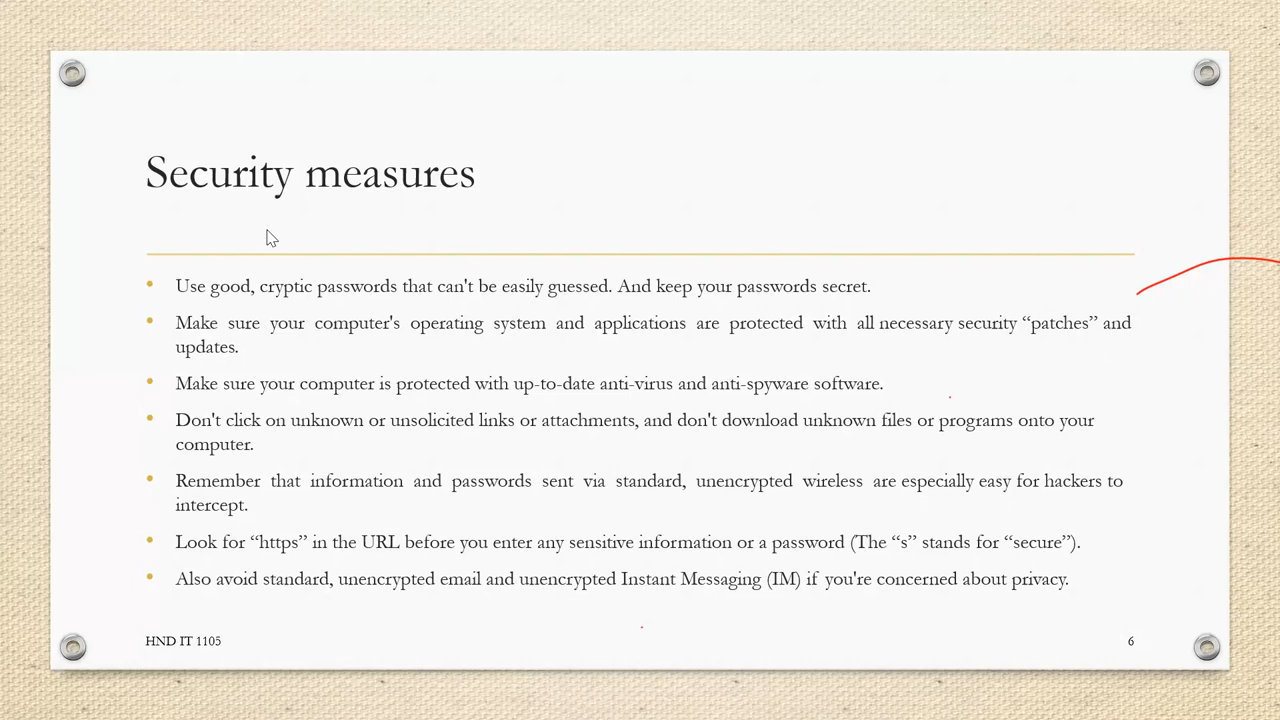 Security measures
• Use good, cryptic passwords that can't be easily guessed. And keep your passwords secret.
• Make sure your computer's operating system and applications are protected with all necessary security “patches” and
updates.
• Make sure your computer is protected with up-to-date anti-virus and anti-spyware software.
• Don't click on unknown or unsolicited links or attachments, and don't download unknown files or programs onto your
computer.
• Remember that information and passwords sent via standard, unencrypted wireless are especially easy for hackers to
intercept.
• Look for “https” in the URL before you enter any sensitive information or a password (The “s” stands for “secure”).
• Also avoid standard, unencrypted email and unencrypted Instant Messaging (IM) if you're concerned about privacy.
HND IT 1105
6